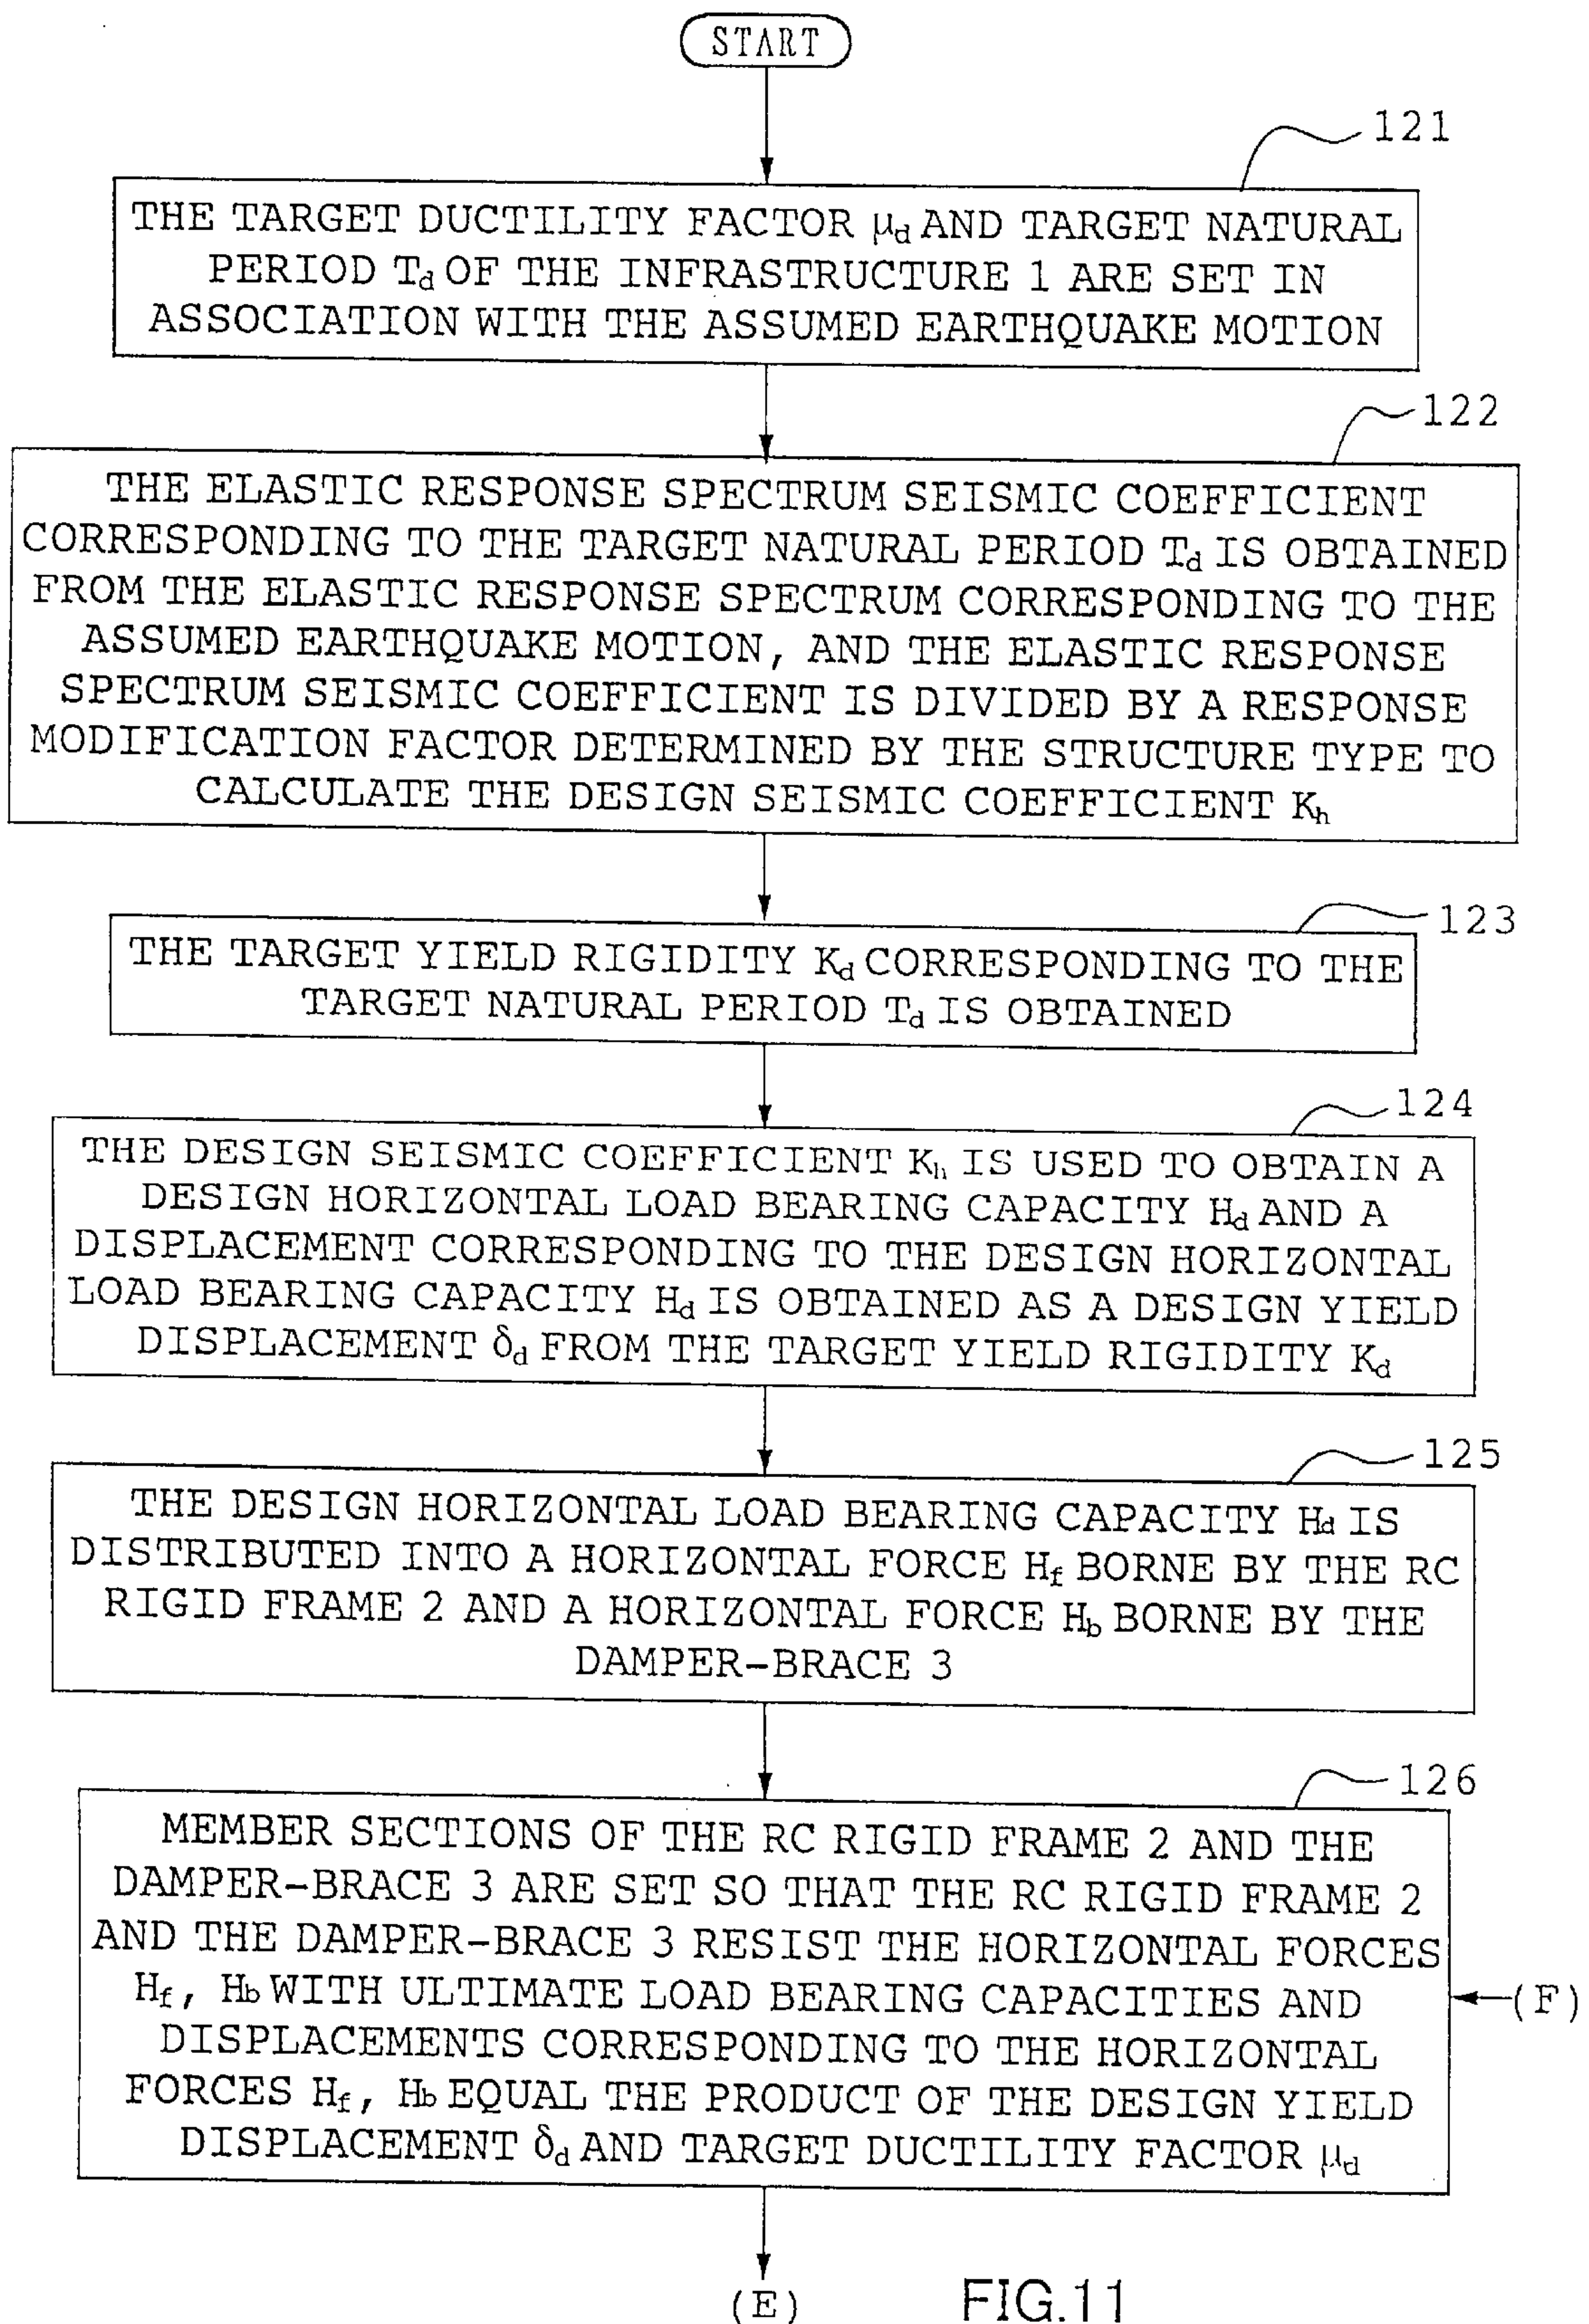 START
121
THE TARGET DUCTILITY FACTOR μd AND TARGET NATURAL
PERIOD Td OF THE INFRASTRUCTURE 1 ARE SET IN
ASSOCIATION WITH THE ASSUMED EARTHQUAKE MOTION
122
THE ELASTIC RESPONSE SPECTRUM SEISMIC COEFFICIENT
CORRESPONDING TO THE TARGET NATURAL PERIOD Td IS OBTAINED
FROM THE ELASTIC RESPONSE SPECTRUM CORRESPONDING TO THE
ASSUMED EARTHQUAKE MOTION, AND THE ELASTIC RESPONSE
SPECTRUM SEISMIC COEFFICIENT IS DIVIDED BY A RESPONSE
MODIFICATION FACTOR DETERMINED BY THE STRUCTURE TYPE TO
CALCULATE THE DESIGN SEISMIC COEFFICIENT Kh
123
THE TARGET YIELD RIGIDITY Kd CORRESPONDING TO THE
TARGET NATURAL PERIOD Td IS OBTAINED
124
THE DESIGN SEISMIC COEFFICIENT Kh IS USED TO OBTAIN A
DESIGN HORIZONTAL LOAD BEARING CAPACITY Hd AND A
DISPLACEMENT CORRESPONDING TO THE DESIGN HORIZONTAL
LOAD BEARING CAPACITY Hd IS OBTAINED AS A DESIGN YIELD
DISPLACEMENT δd FROM THE TARGET YIELD RIGIDITY Kd
125
THE DESIGN HORIZONTAL LOAD BEARING CAPACITY Hd IS
DISTRIBUTED INTO A HORIZONTAL FORCE Hf BORNE BY THE RC
RIGID FRAME 2 AND A HORIZONTAL FORCE Hb BORNE BY THE
DAMPER-BRACE 3
126
MEMBER SECTIONS OF THE RC RIGID FRAME 2 AND THE
DAMPER-BRACE 3 ARE SET SO THAT THE RC RIGID FRAME 2
AND THE DAMPER-BRACE 3 RESIST THE HORIZONTAL FORCES
Hf, Hb WITH ULTIMATE LOAD BEARING CAPACITIES AND
DISPLACEMENTS CORRESPONDING TO THE HORIZONTAL
FORCES Hf, Hb EQUAL THE PRODUCT OF THE DESIGN YIELD
DISPLACEMENT δd AND TARGET DUCTILITY FACTOR μd
(F)
(E)
FIG.11